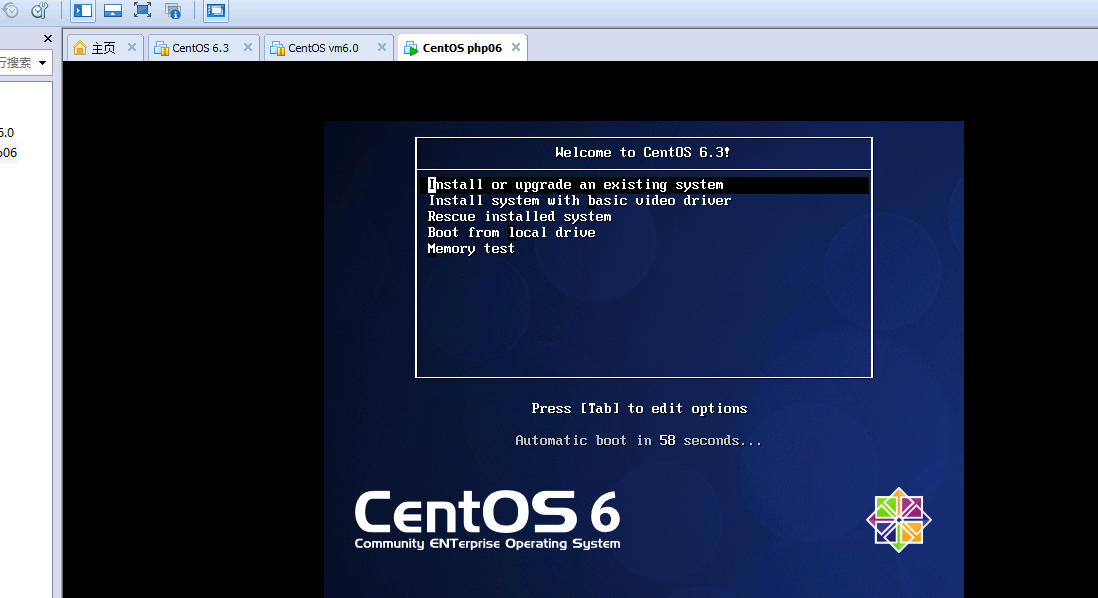 主页
CentOS 6.3
CentOS vm6.0
CentOS php06
行搜索
6.0
p06
Welcome to CentOS 6.3!
Install or upgrade an existing system
Install system with basic video driver
Rescue installed system
Boot from local drive
Memory test
Press [Tab] to edit options
Automatic boot in 58 seconds...
CentOS 6
Community ENTerprise Operating System